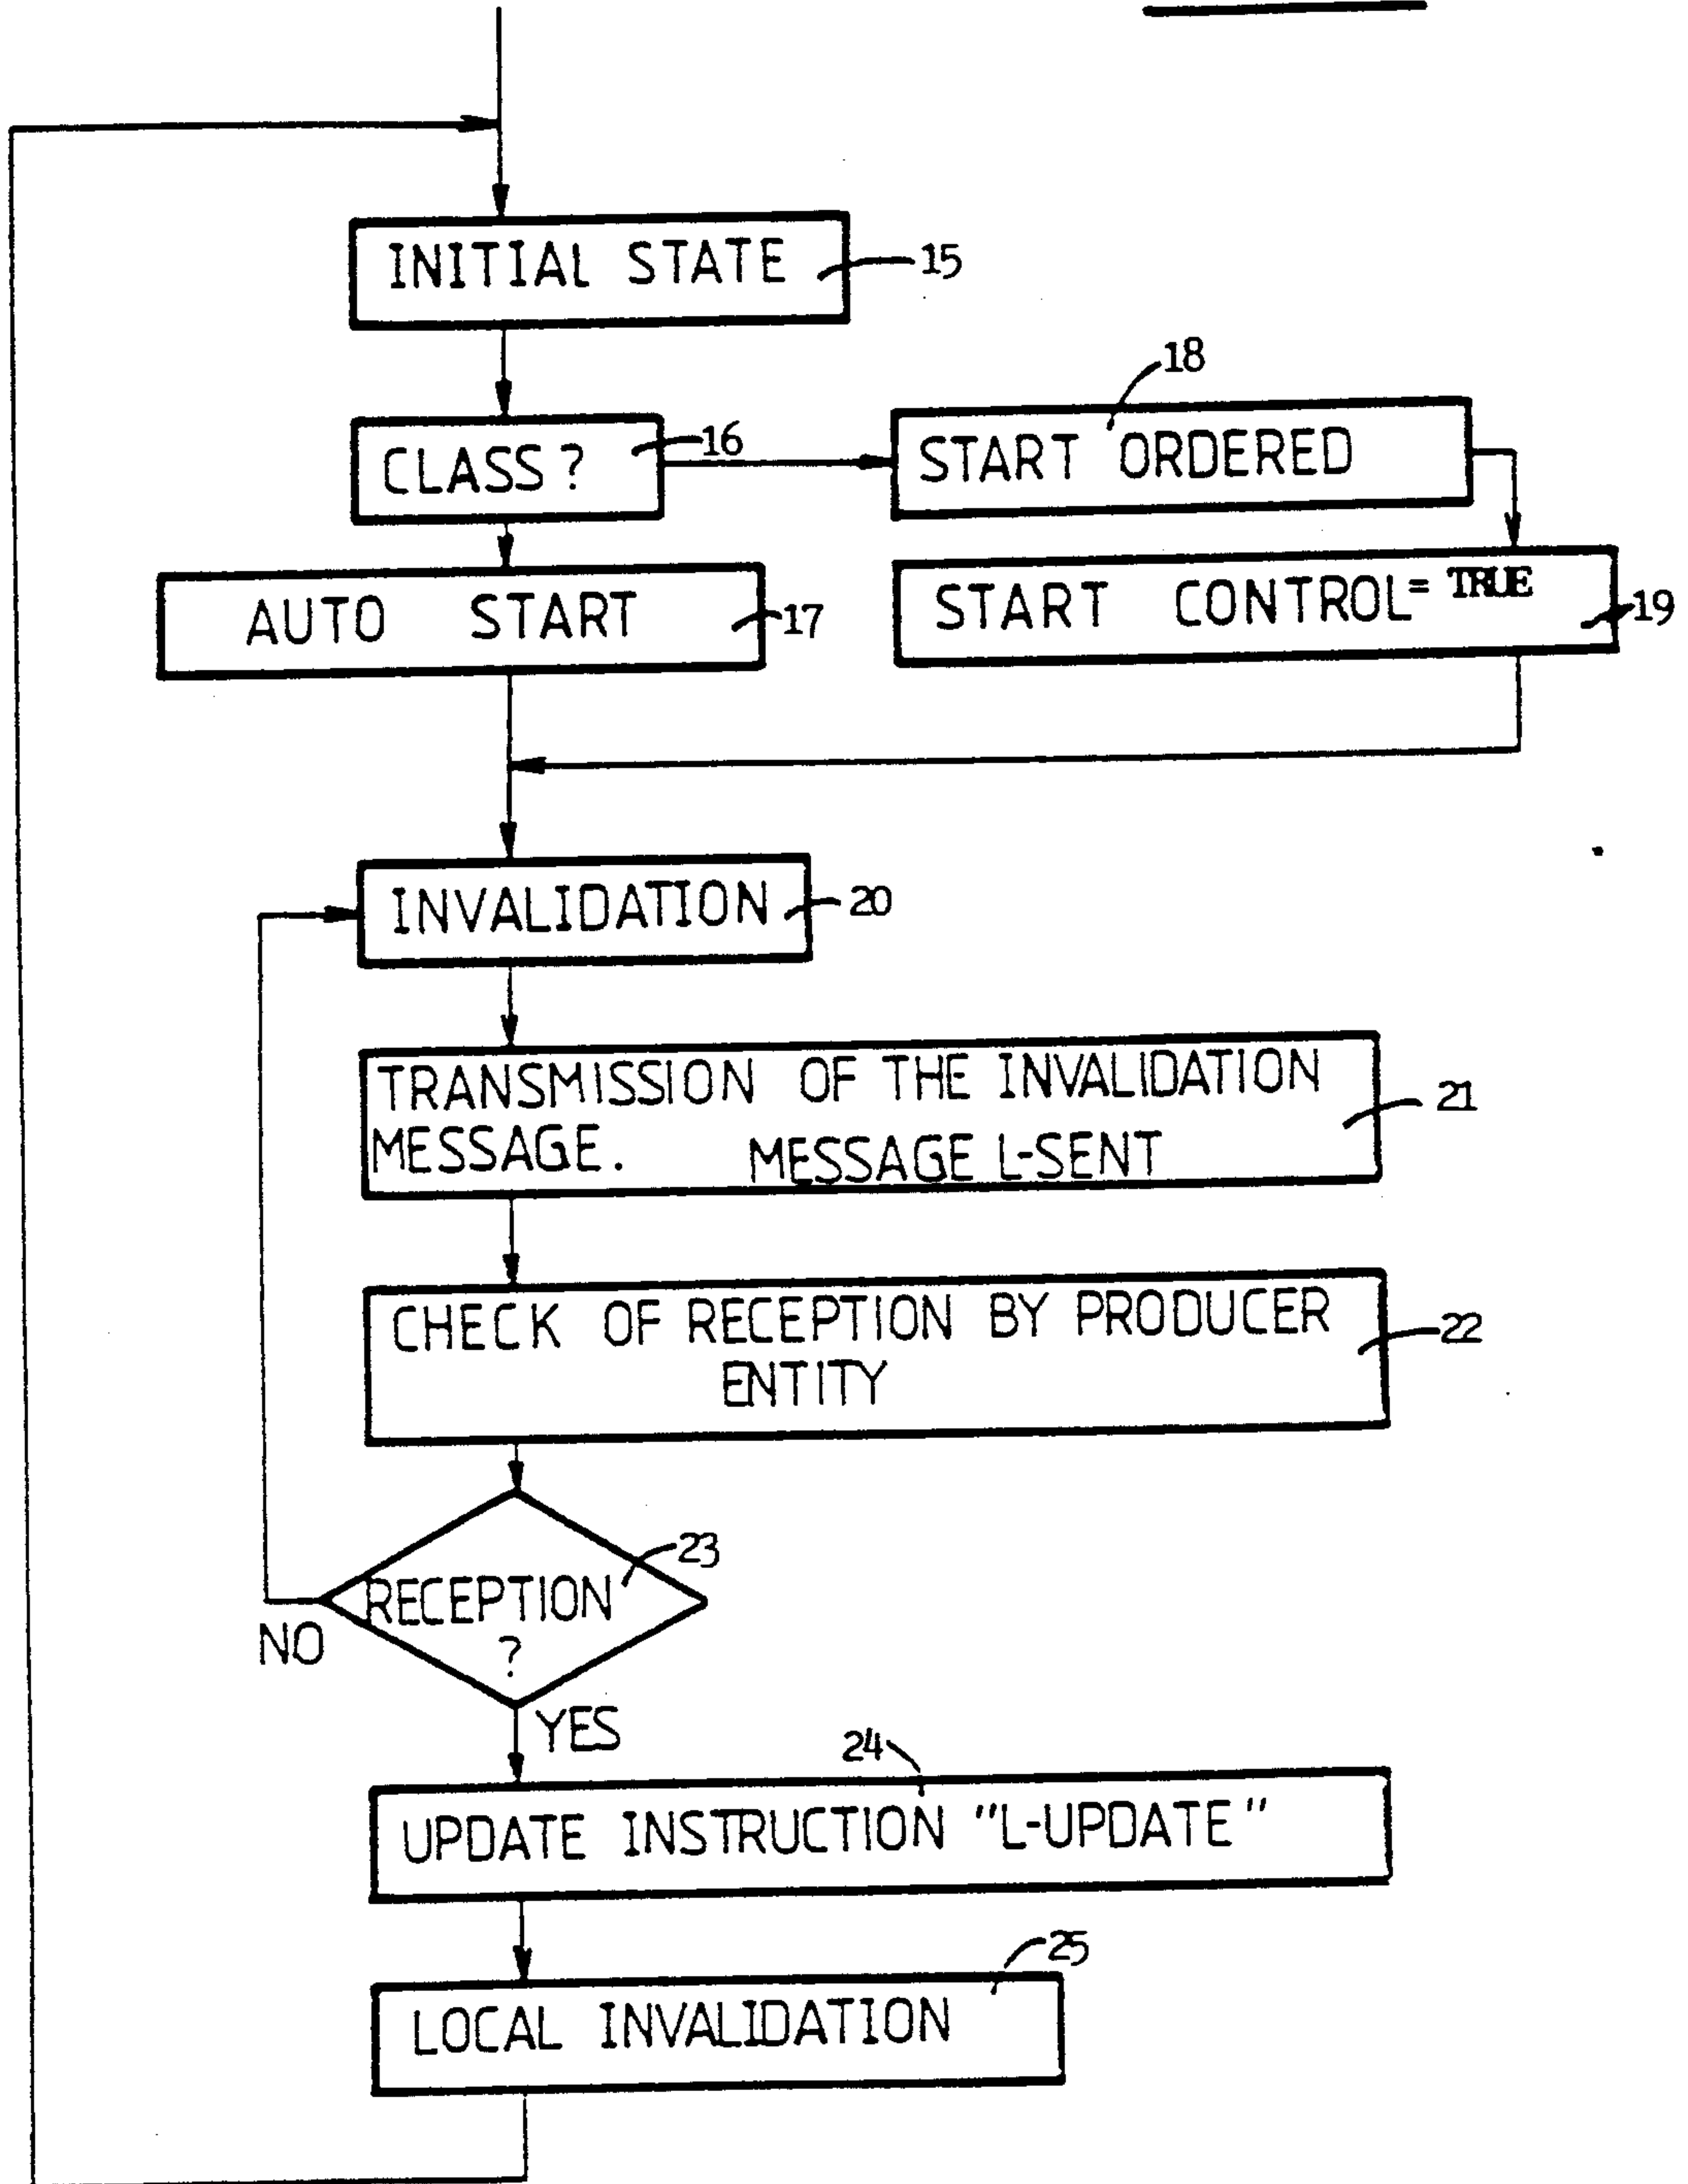 INITIAL STATE
15
18
CLASS?
16
START ORDERED
AUTO START
17
START CONTROL = TRUE
19
INVALIDATION
20
TRANSMISSION OF THE INVALIDATION
MESSAGE. MESSAGE L-SENT
21
CHECK OF RECEPTION BY PRODUCER
ENTITY
22
23
RECEPTION
?
NO
YES
24
UPDATE INSTRUCTION "L-UPDATE"
25
LOCAL INVALIDATION